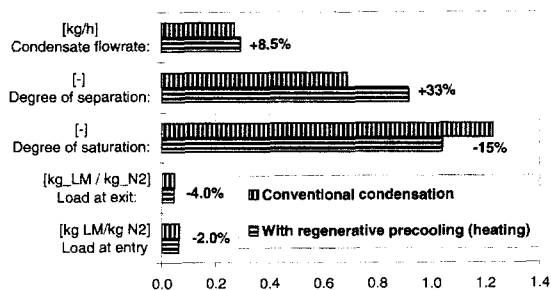 [kg/h]
Condensate flowrate:
+8.5%
[-]
Degree of separation:
+33%
[-]
Degree of saturation:
-15%
[kg_LM / kg_N2]
Load at exit:
-4.0%
Conventional condensation
[kg LM/kg N2]
Load at entry
-2.0%
With regenerative precooling (heating)
0.0 0.2 0.4 0.6 0.8 1.0 1.2 1.4